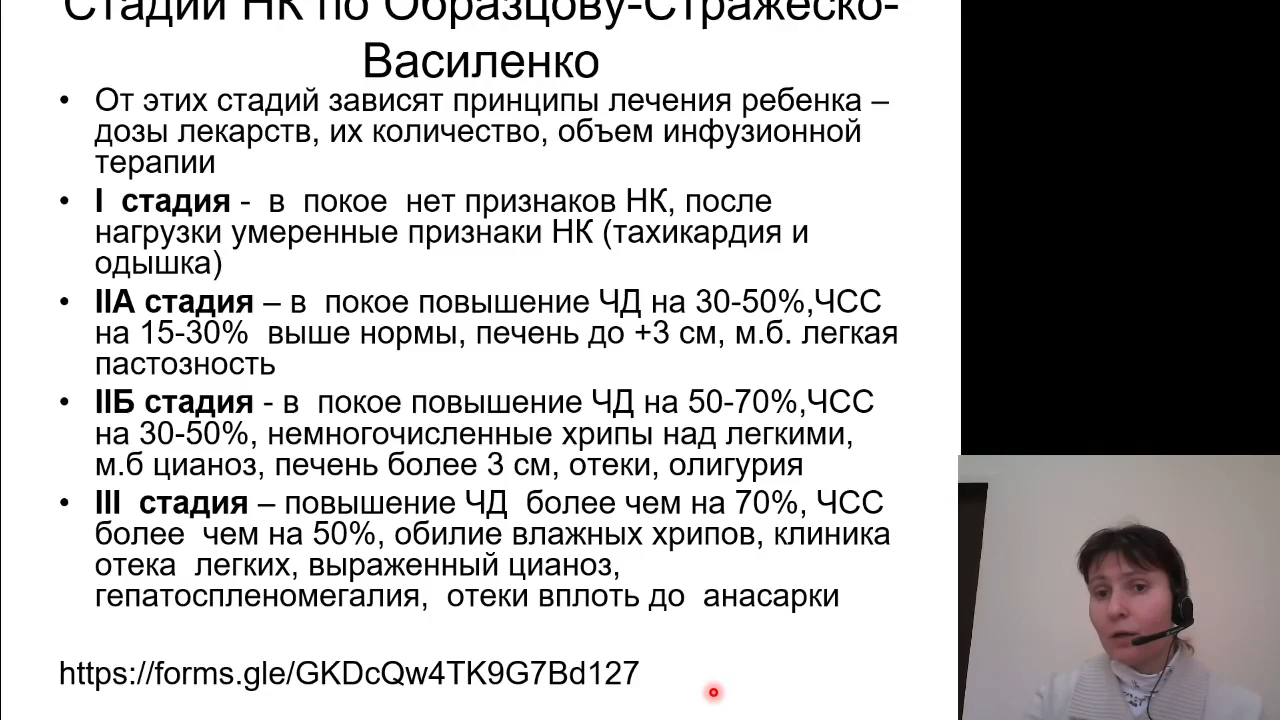 Стадии НК по Образцову-Стражеско-
Василенко
• От этих стадий зависят принципы лечения ребенка –
дозы лекарств, их количество, объем инфузионной
терапии
• I стадия - в покое нет признаков НК, после
нагрузки умеренные признаки НК (тахикардия и
одышка)
• IIА стадия – в покое повышение ЧД на 30-50%,ЧСС
на 15-30% выше нормы, печень до +3 см, м.б. легкая
пастозность
• IIБ стадия - в покое повышение ЧД на 50-70%,ЧСС
на 30-50%, немногочисленные хрипы над легкими,
м.б цианоз, печень более 3 см, отеки, олигурия
• III стадия – повышение ЧД более чем на 70%, ЧСС
более чем на 50%, обилие влажных хрипов, клиника
отека легких, выраженный цианоз,
гепатоспленомегалия, отеки вплоть до анасарки
https://forms.gle/GKDcQw4TK9G7Bd127